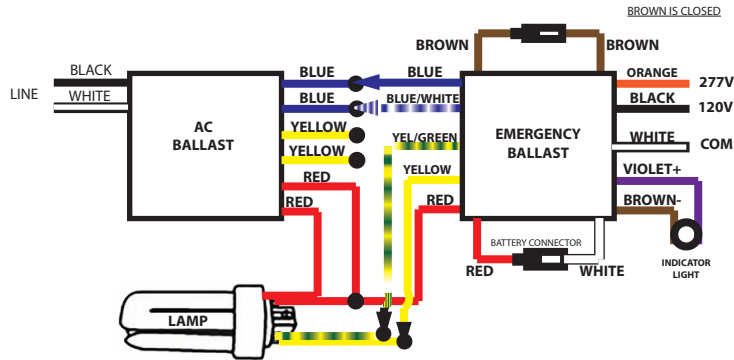 BROWN IS CLOSED
BROWN
BROWN
LINE
BLACK
WHITE
AC
BALLAST
BLUE
BLUE
YELLOW
YELLOW
RED
RED
BLUE
BLUE/WHITE
YEL/GREEN
YELLOW
RED
EMERGENCY
BALLAST
ORANGE
277V
BLACK
120V
WHITE
COM
VIOLET+
BROWN-
INDICATOR
LIGHT
BATTERY CONNECTOR
RED
WHITE
LAMP